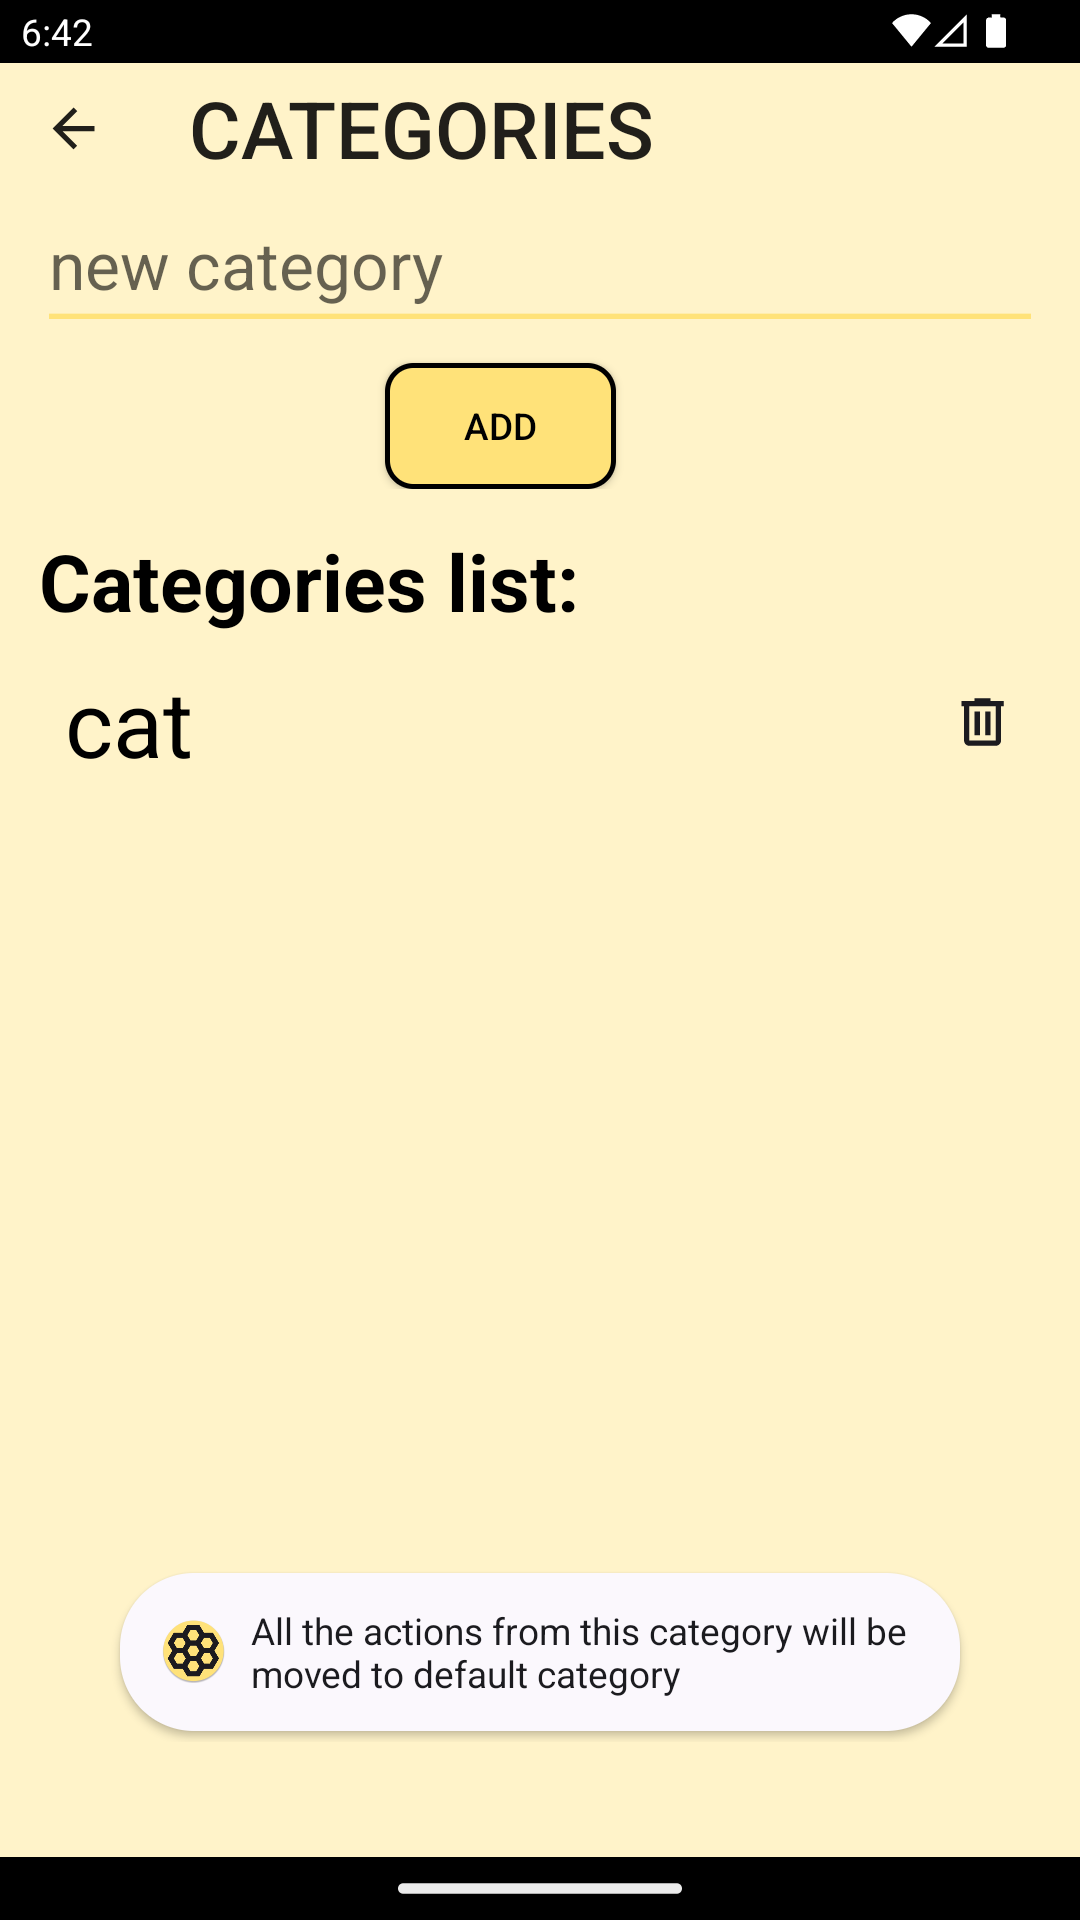 6:42
CATEGORIES
new category
ADD
Categories list:
cat
All the actions from this category will be
moved to default category